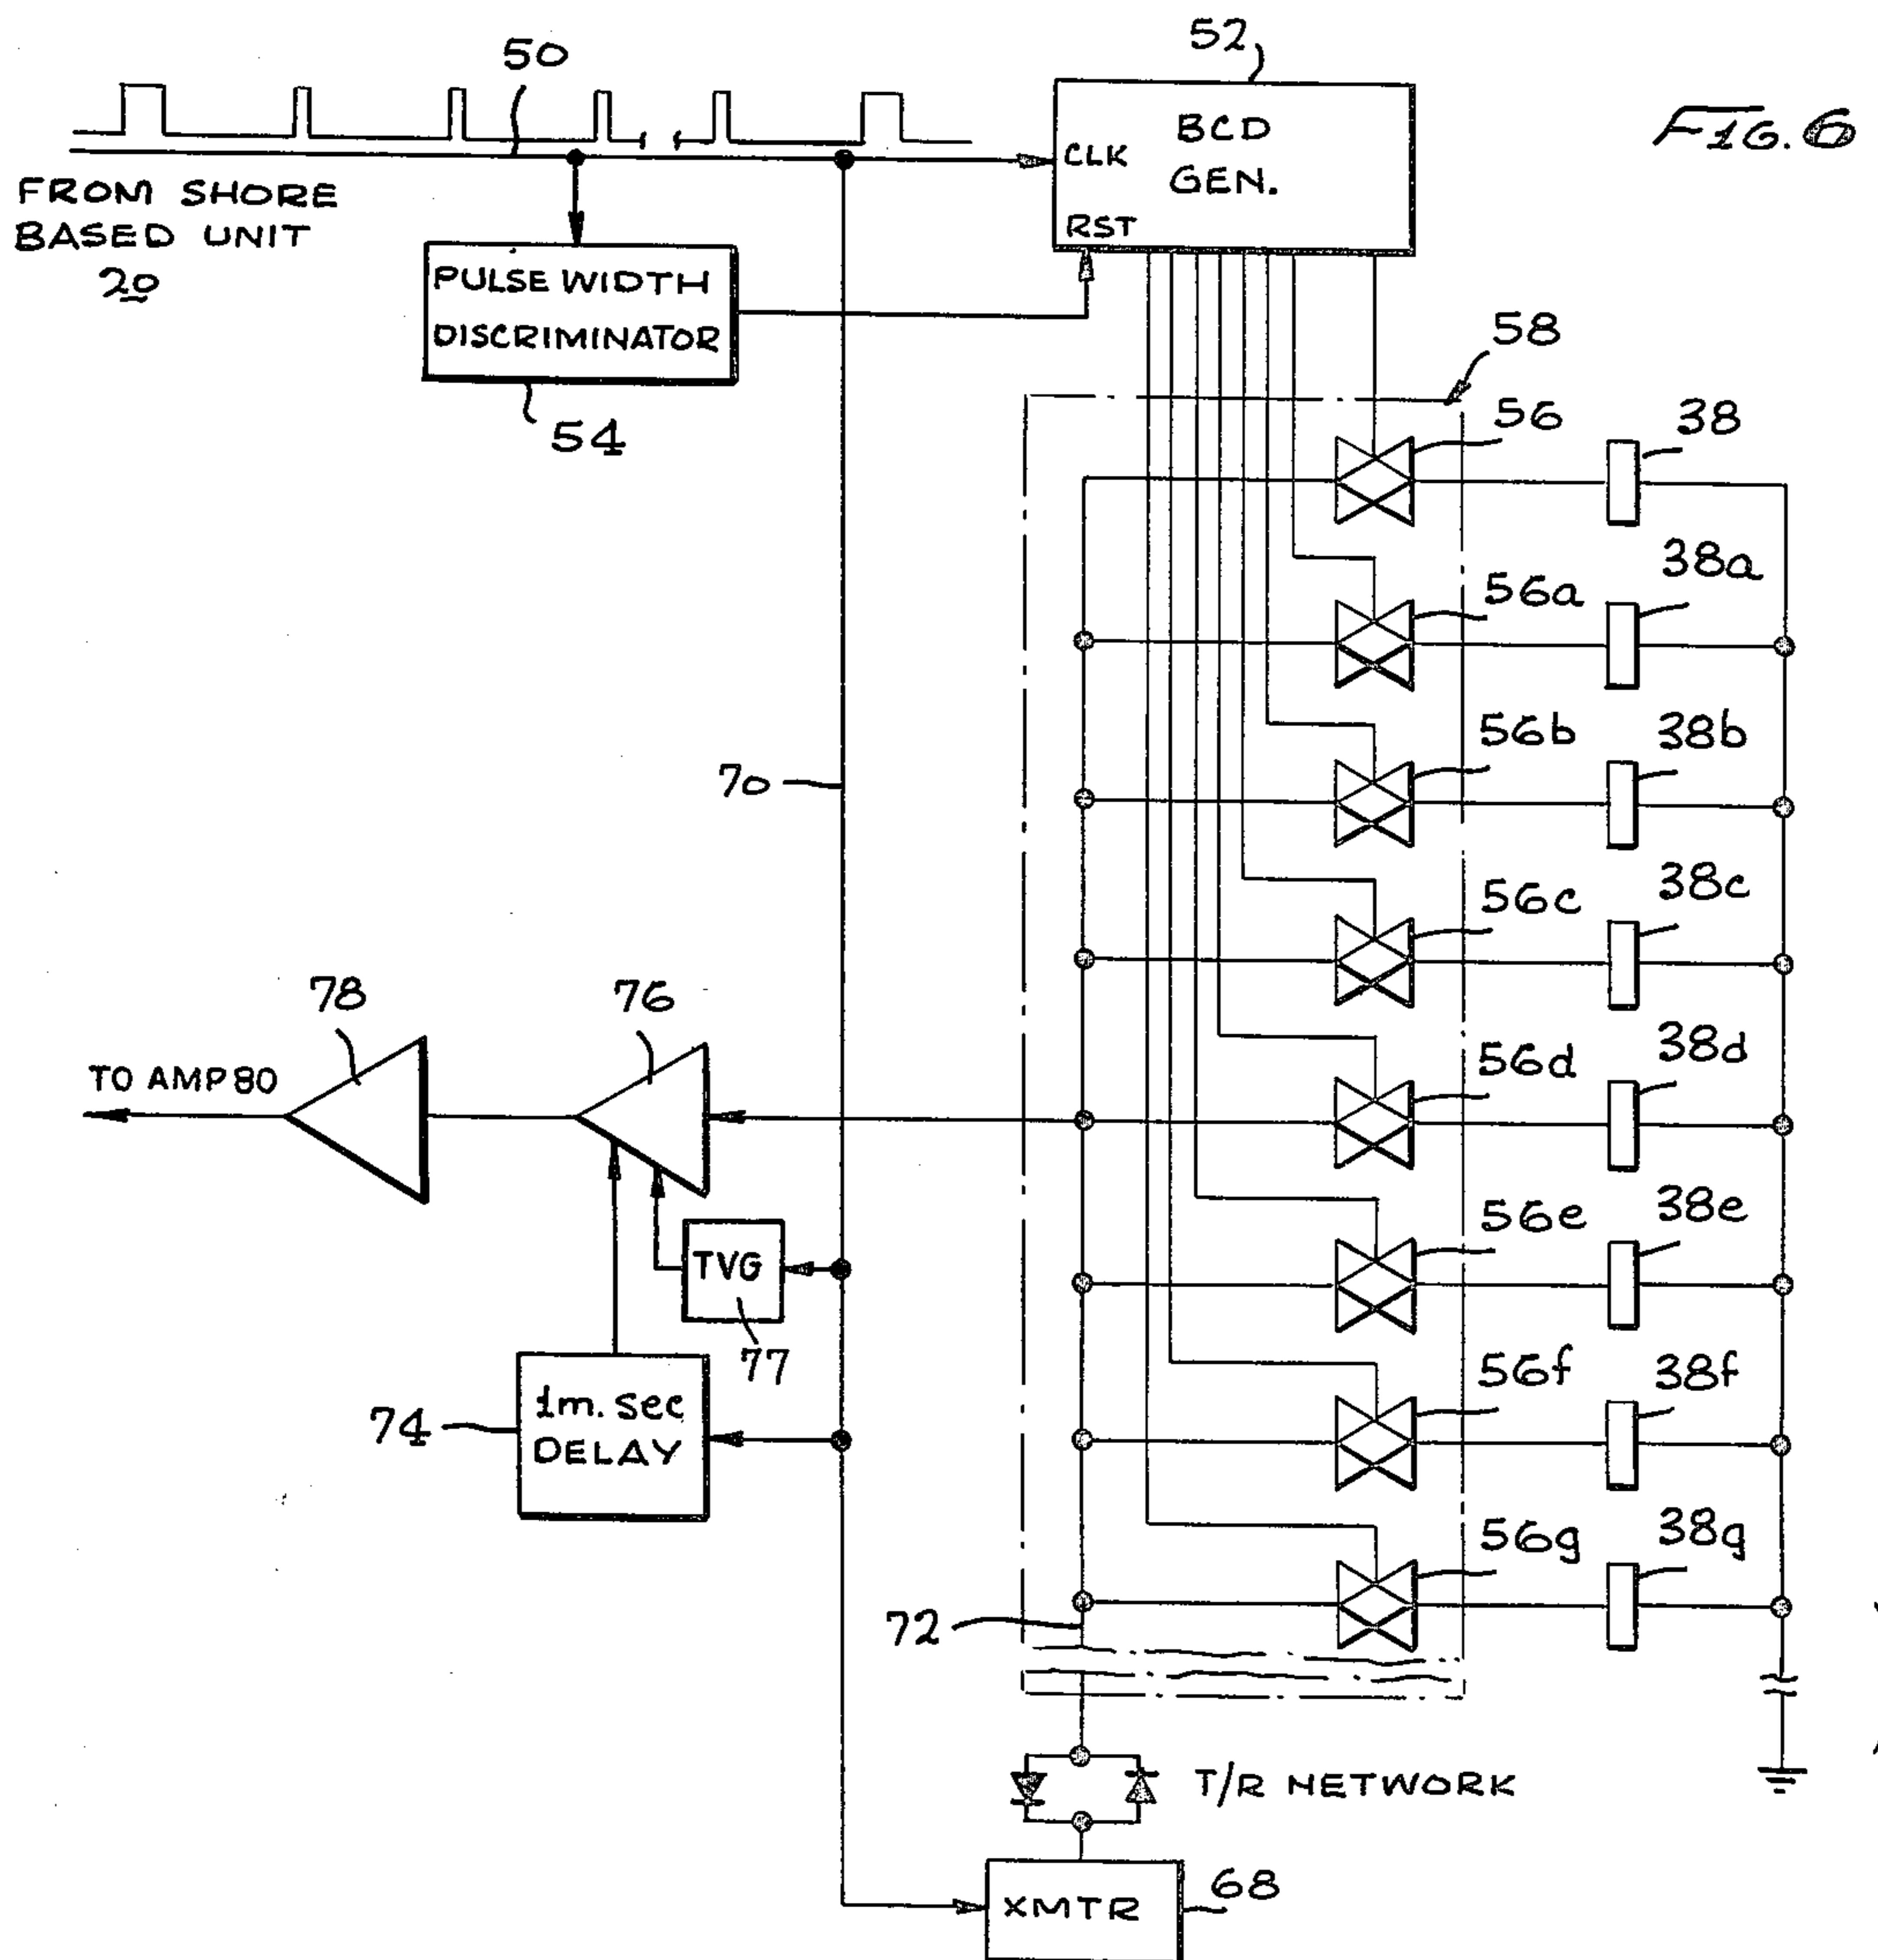 50
52
FIG. 6
BCD
GEN.
CLK
RST
FROM SHORE
BASED UNIT
20
PULSE WIDTH
DISCRIMINATOR
54
58
56
38
56a
38a
56b
38b
70
56c
38c
78
76
56d
38d
TO AMP 80
TVG
77
56e
38e
74
1m. sec
DELAY
56f
38f
56g
38g
72
T/R NETWORK
XMTR
68